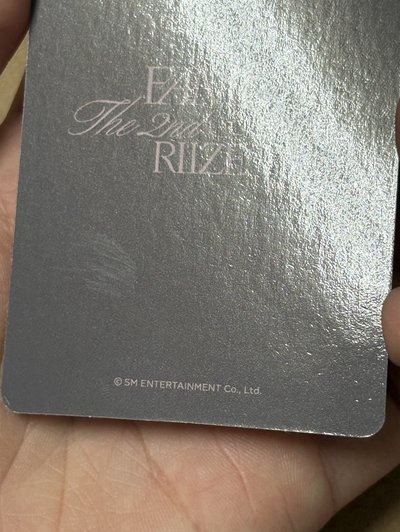 The 2nd
RIIZE
© SM ENTERTAINMENT Co., Ltd.